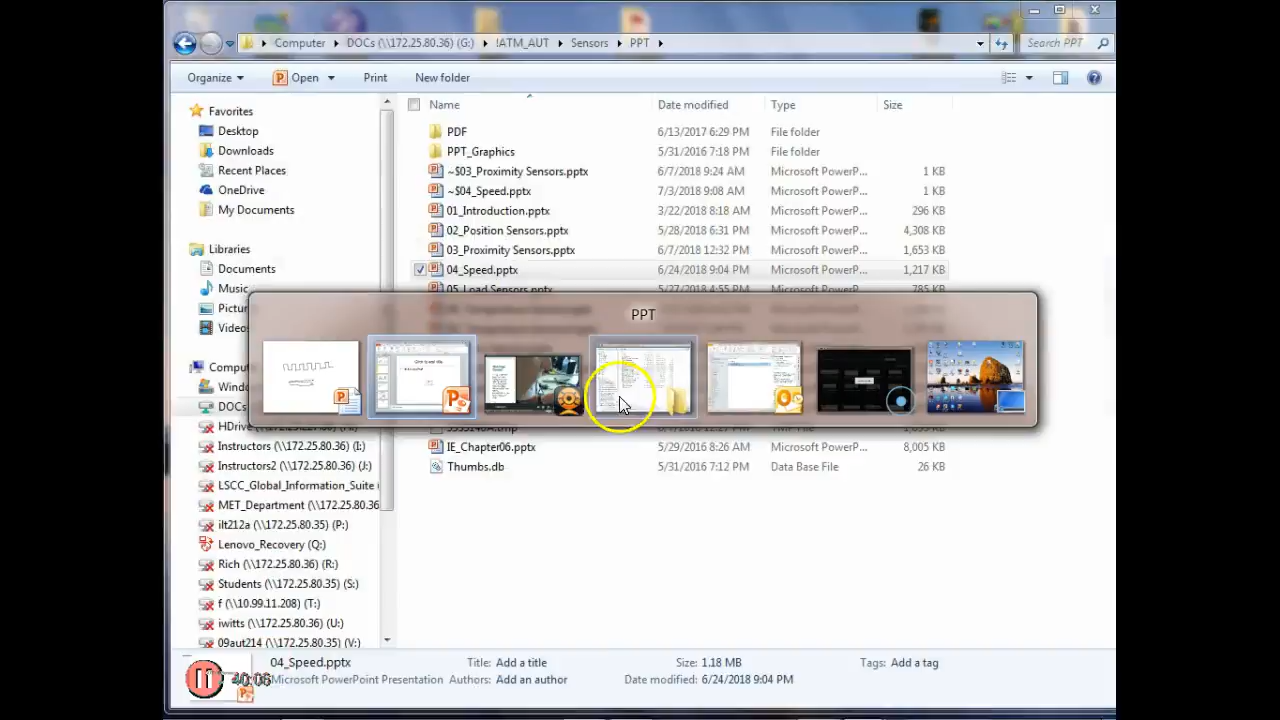 Computer DOCs (\\172.25.80.36) (G:) !ATM_AUT Sensors PPT Search PPT
Organize Open Print New folder
Name Date modified Type Size
Favorites
Desktop
Downloads
Recent Places
OneDrive
My Documents
Libraries
Documents
Music
Pictur
Videos
Compu
Windo
DOCs
HDrive
Instructors (\\172.25.80.36) (I:)
Instructors2 (\\172.25.80.36) (J:)
LSCC_Global_Information_Suite
MET_Department (\\172.25.80.36
ilt212a (\\172.25.80.35) (P:)
Lenovo_Recovery (Q:)
Rich (\\172.25.80.36) (R:)
Students (\\172.25.80.35) (S:)
f (\\10.99.11.208) (T:)
iwitts (\\172.25.80.36) (U:)
09aut214 (\\172.25.80.35) (V:)
PDF 6/13/2017 6:29 PM File folder
PPT_Graphics 5/31/2016 7:18 PM File folder
~$03_Proximity Sensors.pptx 6/7/2018 9:24 AM Microsoft PowerP... 1 KB
~$04_Speed.pptx 7/3/2018 9:08 AM Microsoft PowerP... 1 KB
01_Introduction.pptx 3/22/2018 8:18 AM Microsoft PowerP... 296 KB
02_Position Sensors.pptx 5/28/2018 6:31 PM Microsoft PowerP... 4,308 KB
03_Proximity Sensors.pptx 6/7/2018 12:32 PM Microsoft PowerP... 1,653 KB
04_Speed.pptx 6/24/2018 9:04 PM Microsoft PowerP... 1,217 KB
05_Load Sensors.pptx 5/27/2018 4:55 PM Microsoft PowerP... 785 KB
PPT
IE_Chapter06.pptx 5/29/2016 8:26 AM Microsoft PowerP... 8,005 KB
Thumbs.db 5/31/2016 7:12 PM Data Base File 26 KB
04_Speed.pptx Title: Add a title Size: 1.18 MB Tags: Add a tag
Microsoft PowerPoint Presentation Authors: Add an author Date modified: 6/24/2018 9:04 PM
40:06